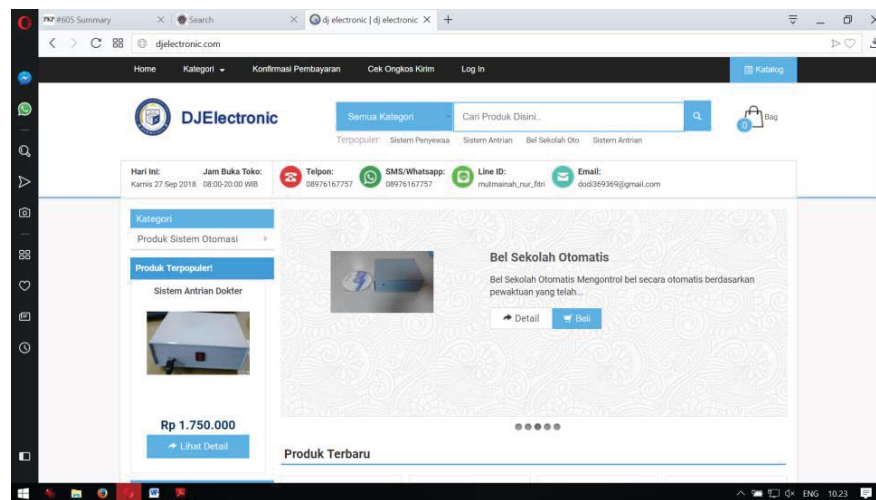 #605 Summary
Search
dj electronic | dj electronic
djelectronic.com
Home Kategori Konfirmasi Pembayaran Cek Ongkos Kirim Log In Katalog
DJElectronic
Semua Kategori Cari Produk Disini.. 0 Bag
Terpopuler: Sistem Penyewaa Sistem Antrian Bel Sekolah Oto Sistem Antrian
Hari Ini: Jam Buka Toko: Telpon: SMS/Whatsapp: Line ID: Email:
Kamis 27 Sep 2018 08:00-20:00 WIB 08976167757 08976167757 mutmainah_nur_fitri dodi369369@gmail.com
Kategori
Produk Sistem Otomasi
Produk Terpopuler!
Sistem Antrian Dokter
Rp 1.750.000
Lihat Detail
Bel Sekolah Otomatis
Bel Sekolah Otomatis Mengontrol bel secara otomatis berdasarkan
pewaktuan yang telah...
Detail Beli
Produk Terbaru
ENG 10.23